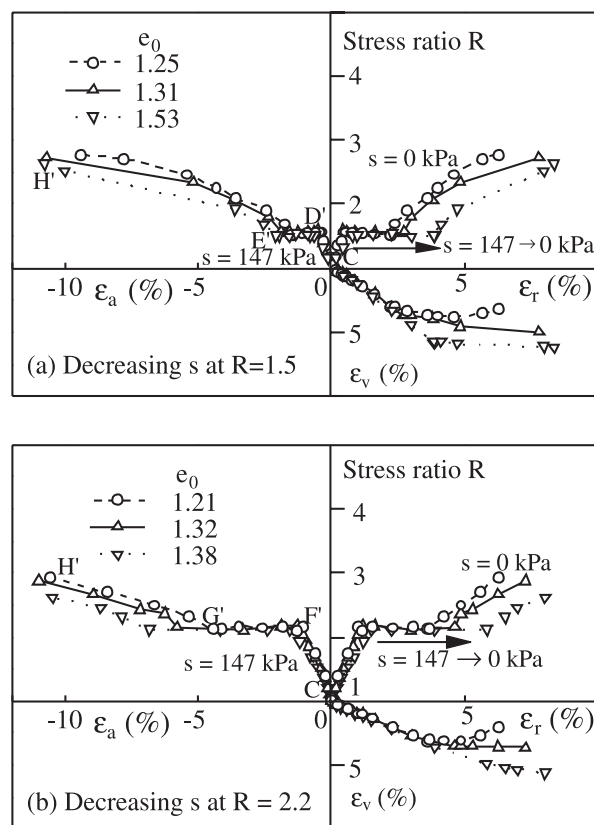 e0
Stress ratio R
1.25
1.31
1.53
4
3
s = 0 kPa
2
H'
D'
E'
s = 147 kPa
C
s = 147→0 kPa
-10
-5
0
5
εa (%)
εr (%)
5
(a) Decreasing s at R=1.5
εv (%)
e0
Stress ratio R
1.21
1.32
1.38
4
3
s = 0 kPa
H'
G'
F'
s = 147 kPa
s = 147 → 0 kPa
C
1
-10
-5
0
5
εa (%)
εr (%)
5
(b) Decreasing s at R = 2.2
εv (%)